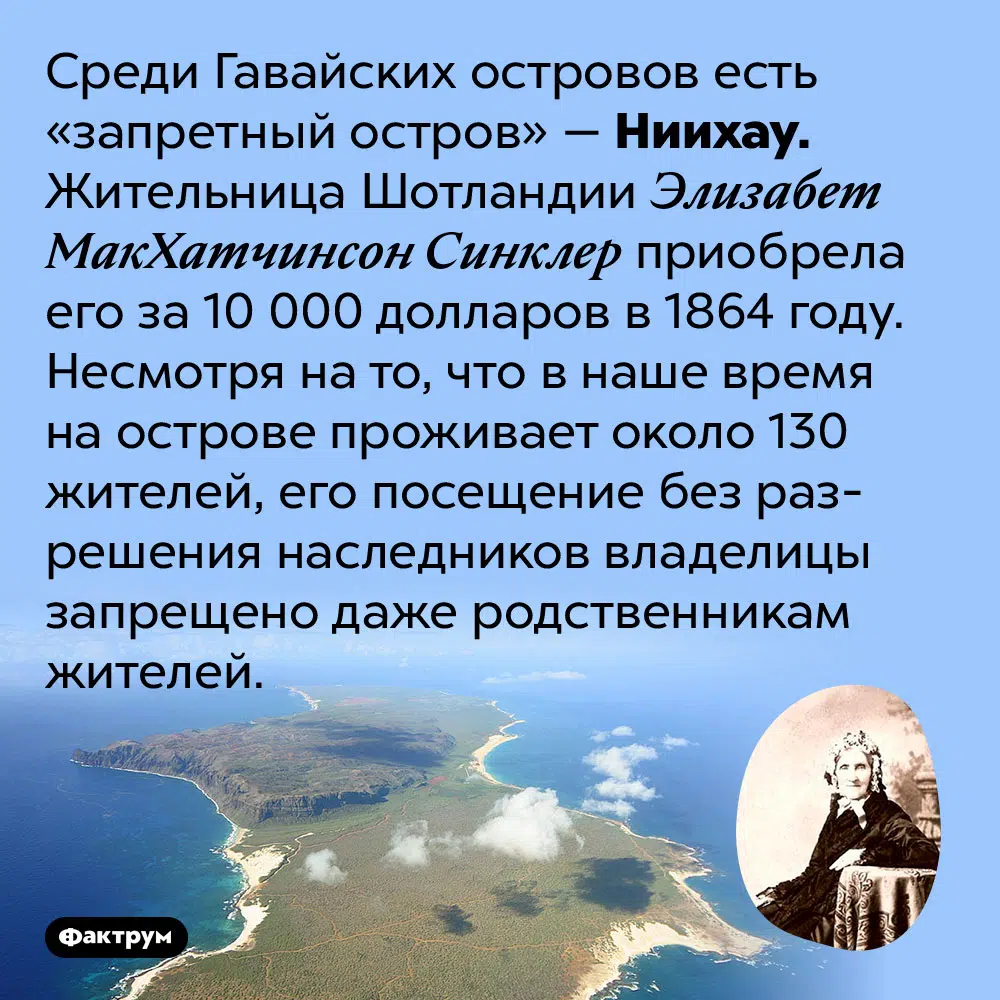 Среди Гавайских островов есть
«запретный остров» — Ниихау.
Жительница Шотландии Элизабет
МакХатчинсон Синклер приобрела
его за 10 000 долларов в 1864 году.
Несмотря на то, что в наше время
на острове проживает около 130
жителей, его посещение без раз-
решения наследников владелицы
запрещено даже родственникам
жителей.
Фактрум